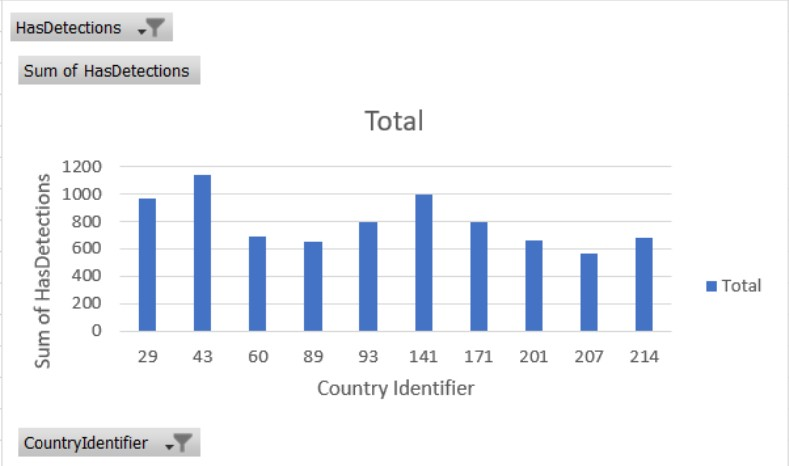 HasDetections
Sum of HasDetections
Total
Sum of HasDetections
1200
1000
800
600
400
200
0
29 43 60 89 93 141 171 201 207 214
Country Identifier
Total
CountryIdentifier